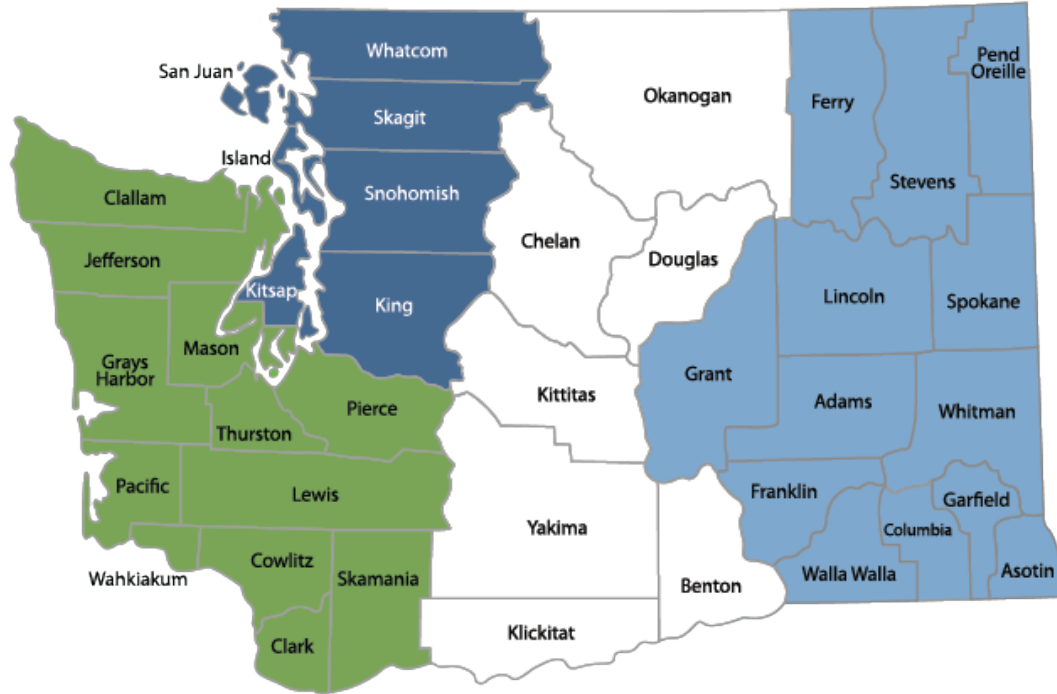 Whatcom
San Juan
Pend
Oreille
Okanogan
Ferry
Skagit
Island
Stevens
Snohomish
Clallam
Chelan
Douglas
Jefferson
Kitsap
Lincoln
Spokane
King
Mason
Grays
Harbor
Grant
Kittitas
Adams
Pierce
Whitman
Thurston
Pacific
Lewis
Franklin
Garfield
Yakima
Columbia
Cowlitz
Wahkiakum
Skamania
Benton
Walla Walla
Asotin
Klickitat
Clark